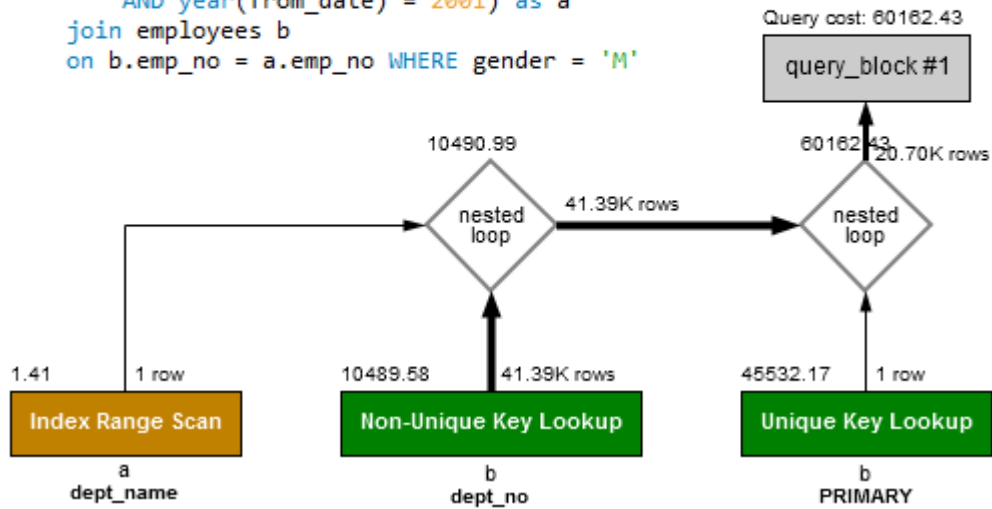 AND year(from_date) = 2001) as a
join employees b
on b.emp_no = a.emp_no WHERE gender = 'M'
Query cost: 60162.43
query_block #1
10490.99
60162.43
20.70K rows
nested
loop
41.39K rows
nested
loop
1.41
1 row
10489.58
41.39K rows
45532.17
1 row
Index Range Scan
Non-Unique Key Lookup
Unique Key Lookup
a
b
b
dept_name
dept_no
PRIMARY